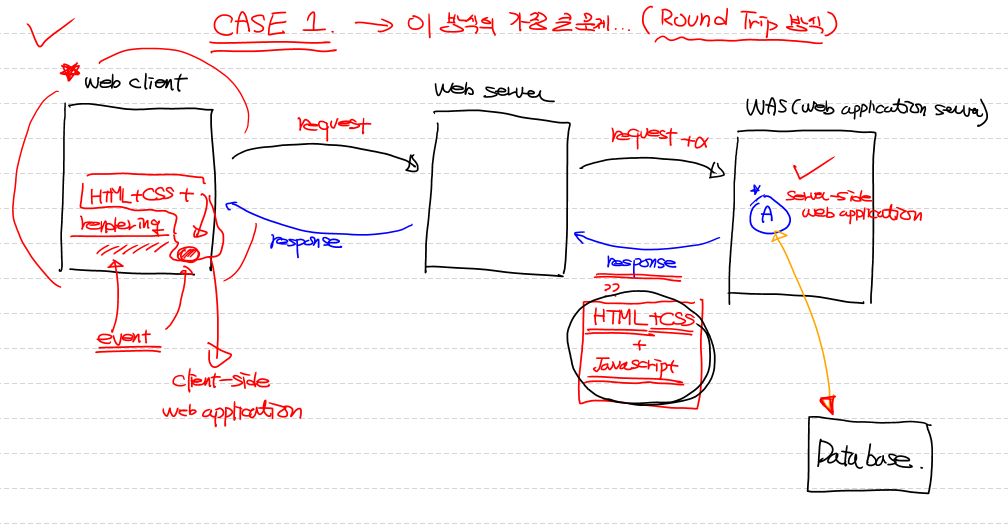 CASE 1. → 이 방식의 가장 큰 문제... (Round Trip 방식)
web client
web server
WAS(web application server)
request
request +α
HTML+CSS +
rendering
response
A
server-side
web application
response
event
HTML+CSS
+
Javascript
client-side
web application
Database.